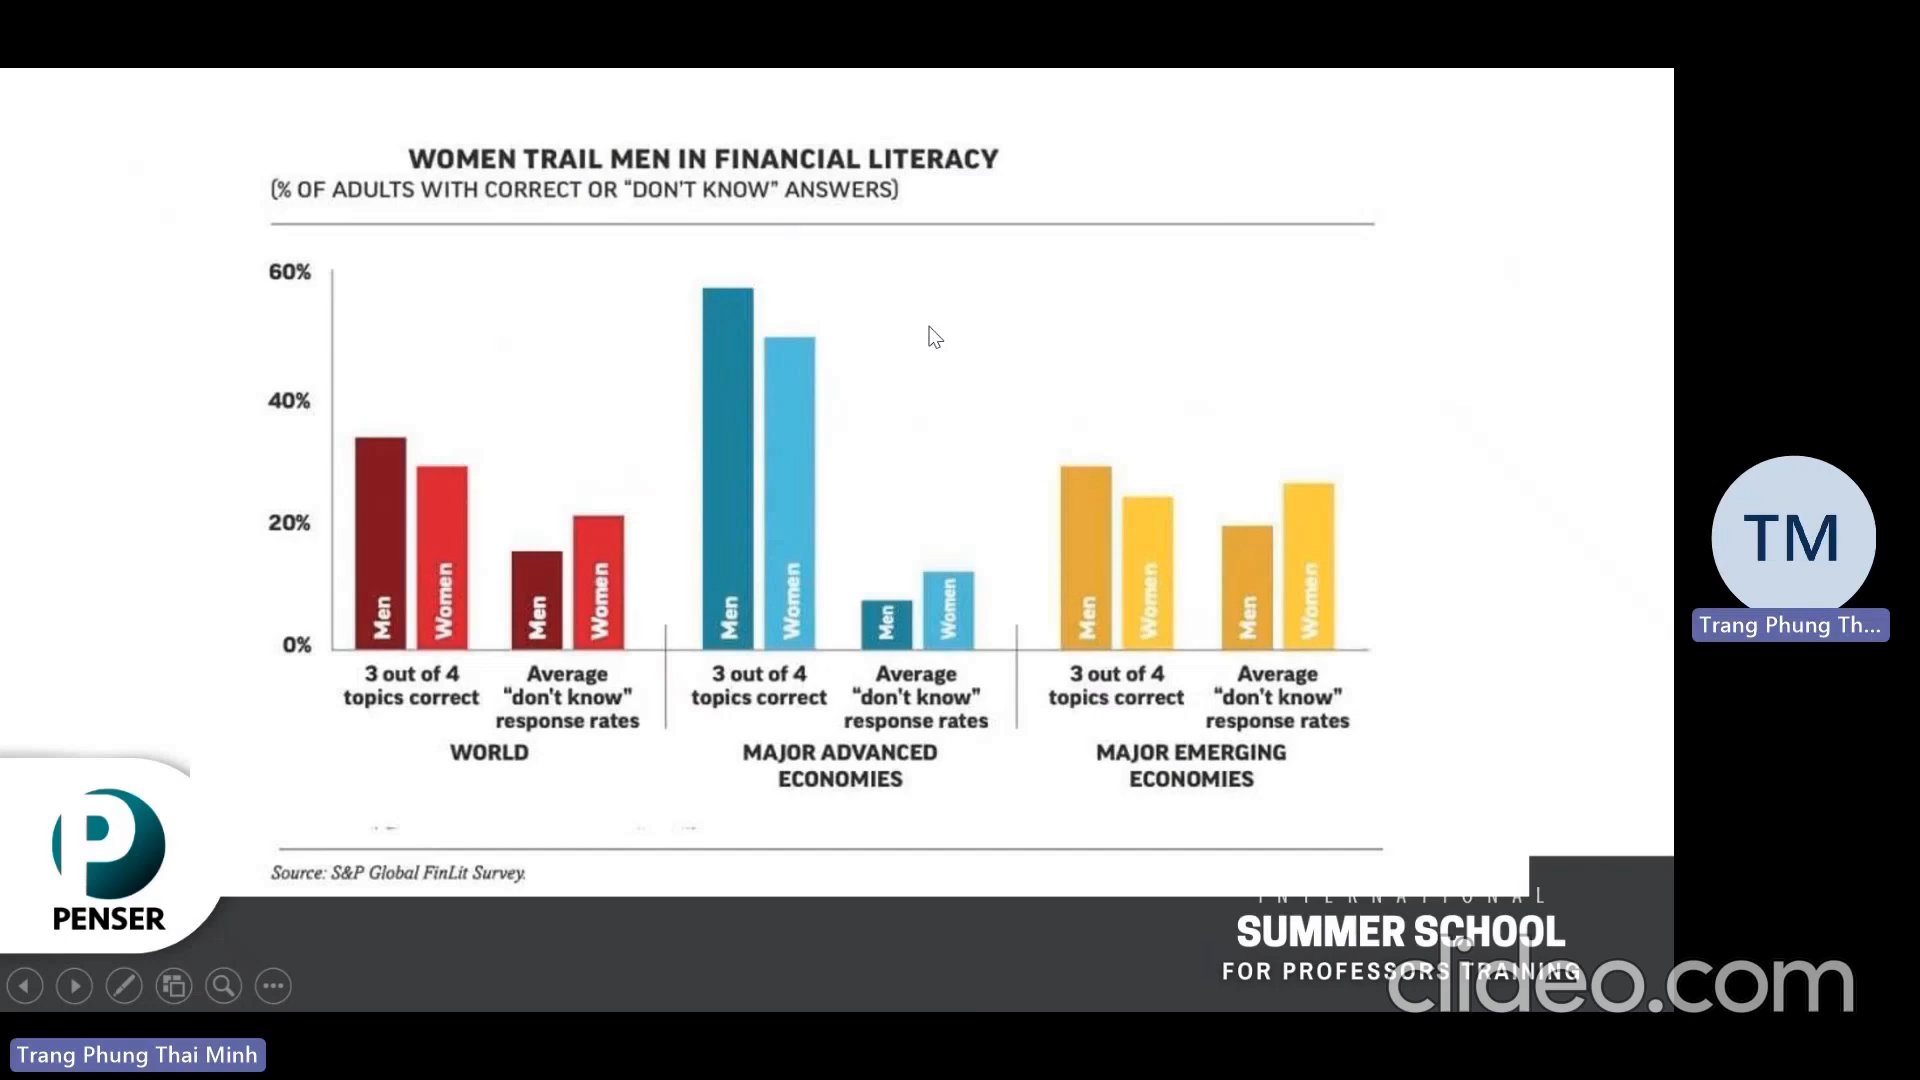 WOMEN TRAIL MEN IN FINANCIAL LITERACY
(% OF ADULTS WITH CORRECT OR “DON’T KNOW” ANSWERS)
60%
40%
20%
0%
Men
Women
Men
Women
Men
Women
Men
Women
Men
Women
Men
Women
3 out of 4
topics correct
Average
“don’t know”
response rates
3 out of 4
topics correct
Average
“don’t know”
response rates
3 out of 4
topics correct
Average
“don’t know”
response rates
WORLD
MAJOR ADVANCED
ECONOMIES
MAJOR EMERGING
ECONOMIES
Source: S&P Global FinLit Survey.
P
PENSER
INTERNATIONAL
SUMMER SCHOOL
FOR PROFESSORS TRAINING
clideo.com
TM
Trang Phung Th...
Trang Phung Thai Minh